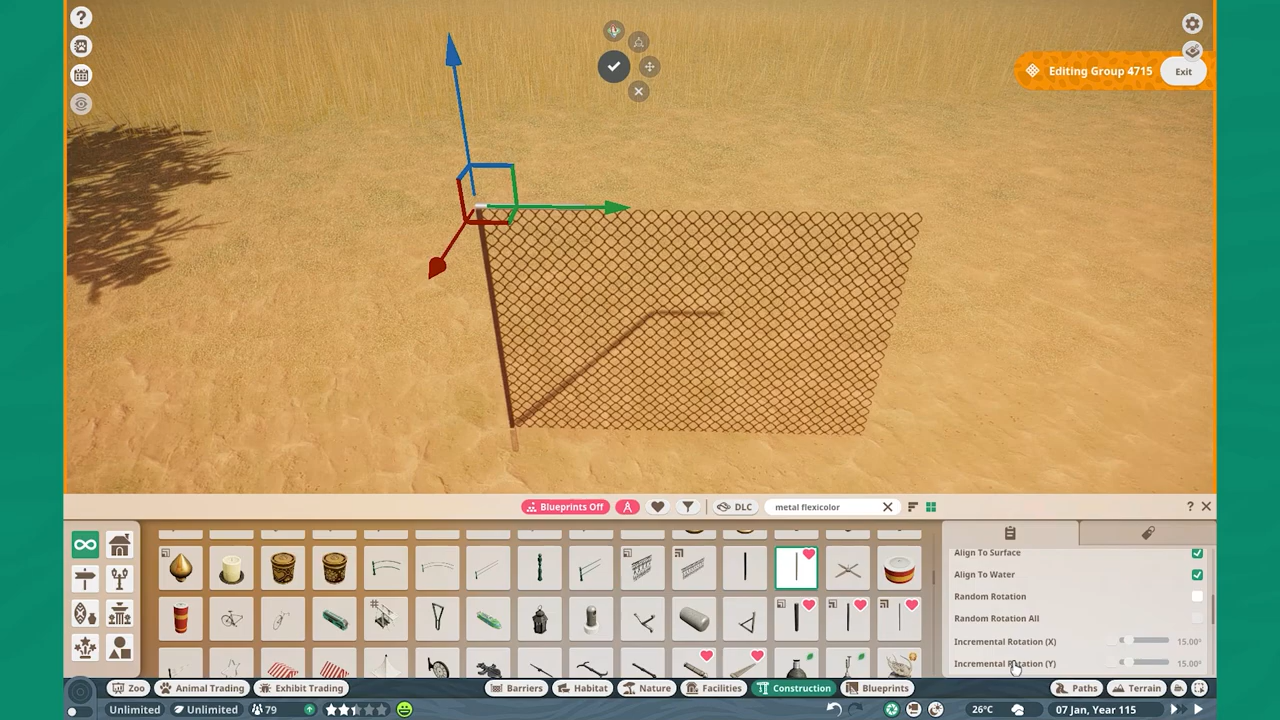 ?
Editing Group 4715
Exit
Blueprints Off
DLC
metal flexicolor
?
Align To Surface
Align To Water
Random Rotation
Random Rotation All
Incremental Rotation (X)
15.00°
Incremental Rotation (Y)
15.00°
Zoo
Animal Trading
Exhibit Trading
Barriers
Habitat
Nature
Facilities
Construction
Blueprints
Paths
Terrain
Unlimited
Unlimited
79
26°C
07 Jan, Year 115